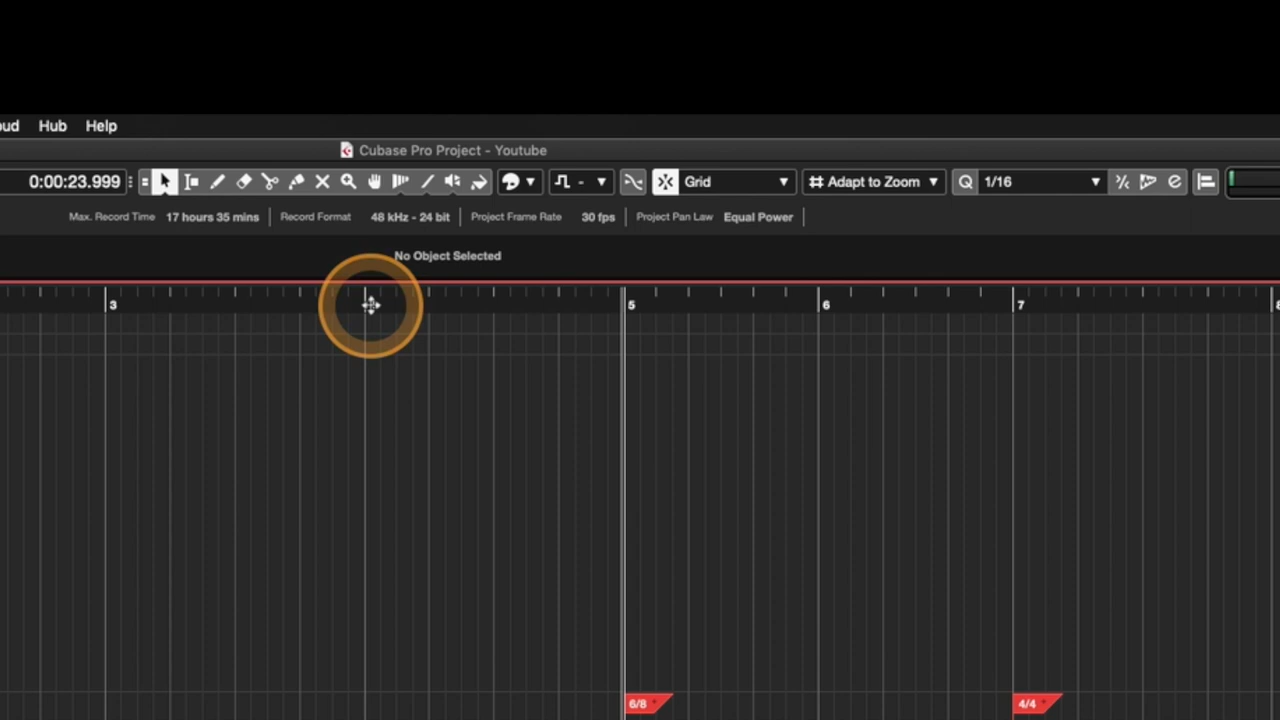 oud Hub Help
Cubase Pro Project - Youtube
0:00:23.999 - Grid Adapt to Zoom Q 1/16
Max. Record Time 17 hours 35 mins Record Format 48 kHz - 24 bit Project Frame Rate 30 fps Project Pan Law Equal Power
No Object Selected
3 5 6 7 8
6/8 4/4